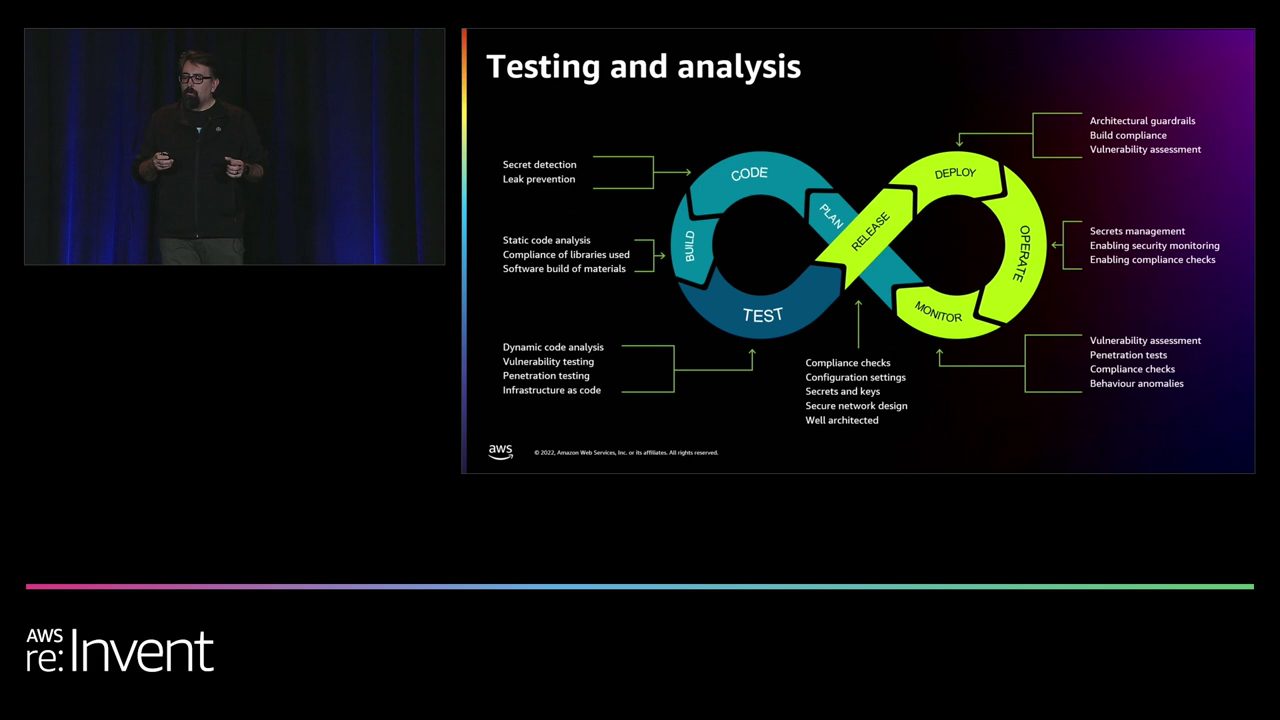 Testing and analysis
Secret detection
Leak prevention
Static code analysis
Compliance of libraries used
Software build of materials
Dynamic code analysis
Vulnerability testing
Penetration testing
Infrastructure as code
CODE
BUILD
TEST
PLAN
RELEASE
DEPLOY
OPERATE
MONITOR
Compliance checks
Configuration settings
Secrets and keys
Secure network design
Well architected
Architectural guardrails
Build compliance
Vulnerability assessment
Secrets management
Enabling security monitoring
Enabling compliance checks
Vulnerability assessment
Penetration tests
Compliance checks
Behaviour anomalies
aws
© 2022, Amazon Web Services, Inc. or its affiliates. All rights reserved.
AWS
re:Invent